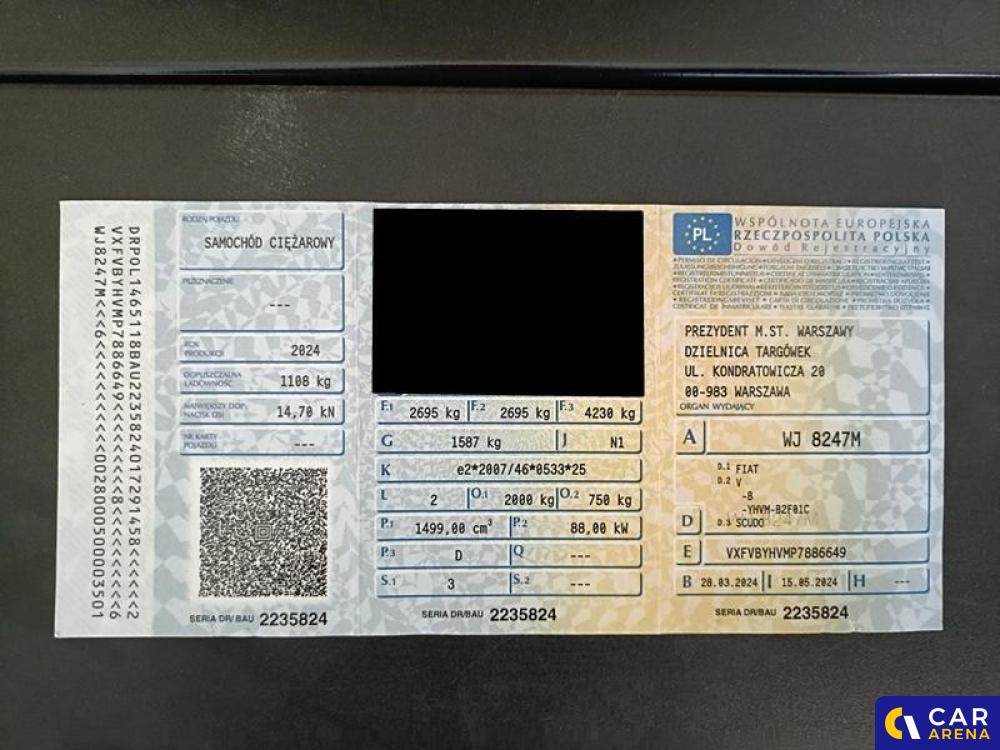 DRPOL1465118BAU2235824017291458<<<<<2
VXFVBYHVMP7886649<<<<<<8<<<<<<<<<<<<6
WJ8247M<<6<<<<<<<<<<<0028000500003501
RODZAJ POJAZDU
SAMOCHÓD CIĘŻAROWY
PRZEZNACZENIE
---
ROK PRODUKCJI
2024
DOPUSZCZALNA ŁADOWNOŚĆ
1108 kg
NAJWIĘKSZY DOP. NACISK OSI
14,70 kN
NR KARTY POJAZDU
---
SERIA DR/BAU 2235824
F.1 2695 kg F.2 2695 kg F.3 4230 kg
G 1587 kg J N1
K e2*2007/46*0533*25
L 2 O.1 2000 kg O.2 750 kg
P.1 1499,00 cm³ P.2 88,00 kW
P.3 D Q ---
S.1 3 S.2 ---
SERIA DR/BAU 2235824
PL
WSPÓLNOTA EUROPEJSKA
RZECZPOSPOLITA POLSKA
Dowód Rejestracyjny
PREZYDENT M.ST. WARSZAWY
DZIELNICA TARGÓWEK
UL. KONDRATOWICZA 20
00-983 WARSZAWA
ORGAN WYDAJĄCY
A WJ 8247M
D.1 FIAT
D.2 V
-B
-YHVM-B2F01C
D D.3 SCUDO
E VXFVBYHVMP7886649
B 28.03.2024 I 15.05.2024 H ---
SERIA DR/BAU 2235824
CAR
ARENA